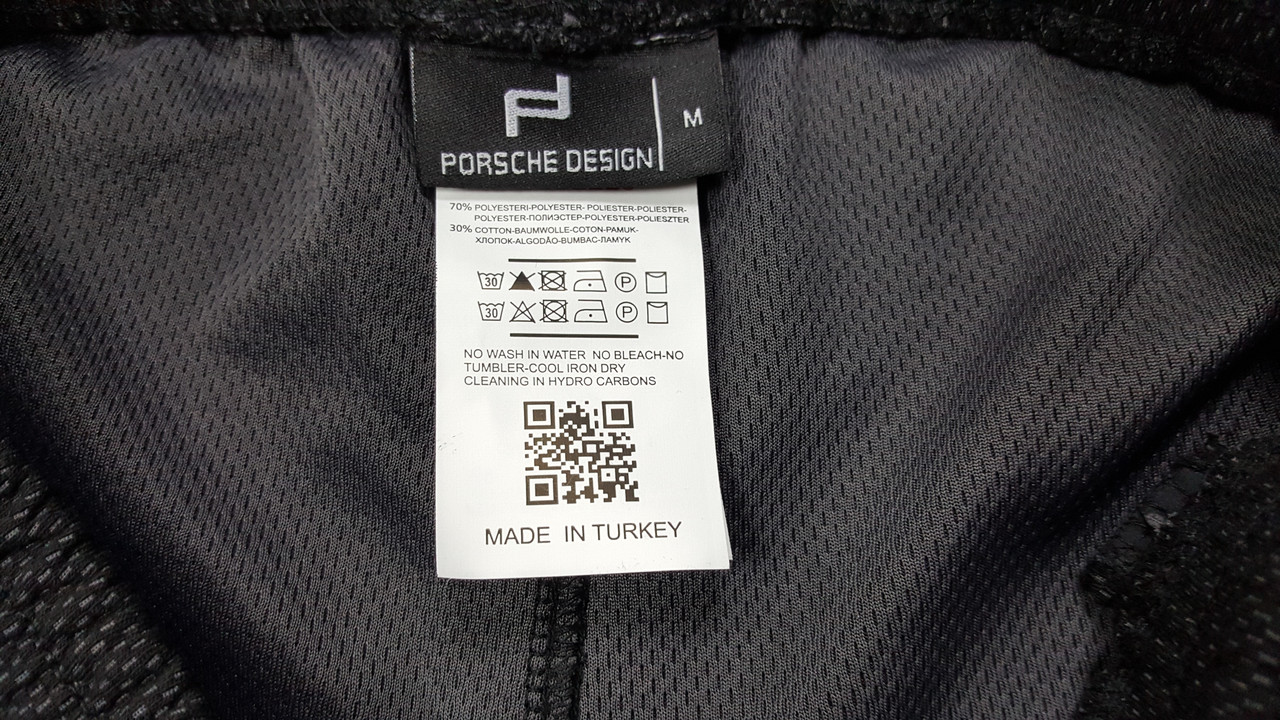 PORSCHE DESIGN
M
70% POLYESTERI-POLYESTER- POLIESTER-POLIESTER-
POLYESTER-ПОЛИЭСТЕР-POLYESTER-POLIESZTER
30% COTTON-BAUMWOLLE-COTON-PAMUK-
ХЛОПОК-ALGODÃO-BUMBAC-ПАМУК
30
P
30
P
NO WASH IN WATER NO BLEACH-NO
TUMBLER-COOL IRON DRY
CLEANING IN HYDRO CARBONS
MADE IN TURKEY